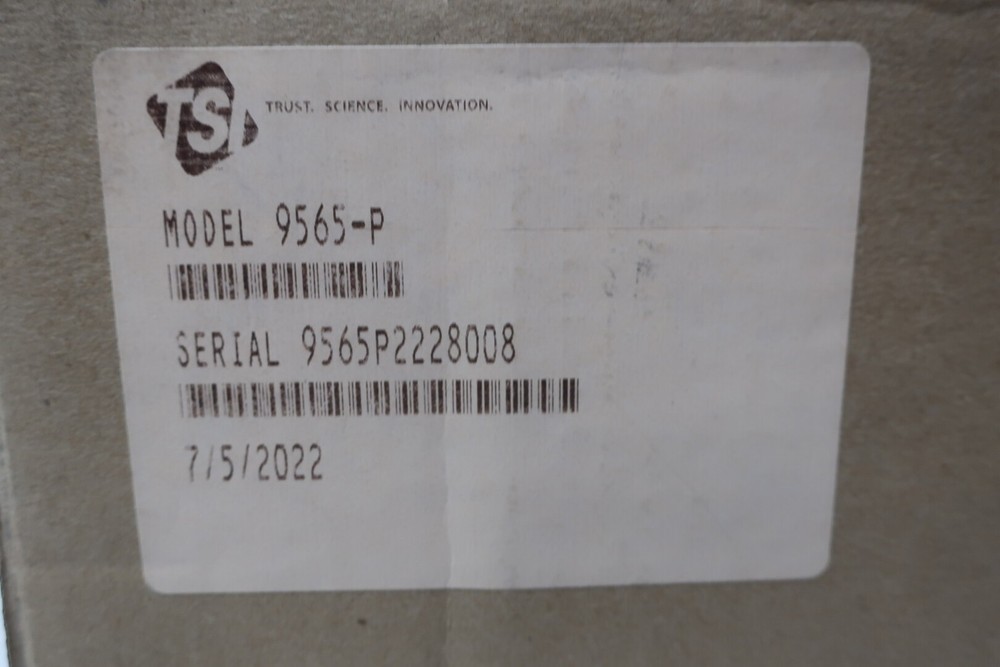 TSI TRUST. SCIENCE. INNOVATION.
MODEL 9565-P
SERIAL 9565P2228008
7/5/2022